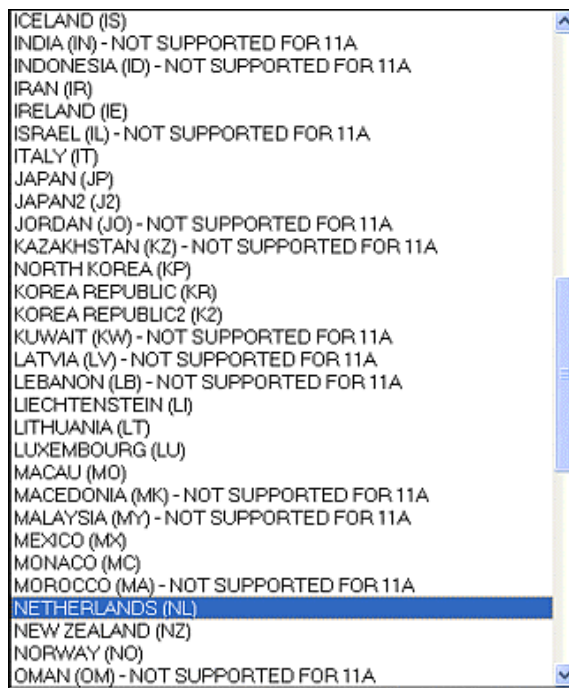 ICELAND (IS)
INDIA (IN) - NOT SUPPORTED FOR 11A
INDONESIA (ID) - NOT SUPPORTED FOR 11A
IRAN (IR)
IRELAND (IE)
ISRAEL (IL) - NOT SUPPORTED FOR 11A
ITALY (IT)
JAPAN (JP)
JAPAN2 (J2)
JORDAN (JO) - NOT SUPPORTED FOR 11A
KAZAKHSTAN (KZ) - NOT SUPPORTED FOR 11A
NORTH KOREA (KP)
KOREA REPUBLIC (KR)
KOREA REPUBLIC2 (K2)
KUWAIT (KW) - NOT SUPPORTED FOR 11A
LATVIA (LV) - NOT SUPPORTED FOR 11A
LEBANON (LB) - NOT SUPPORTED FOR 11A
LIECHTENSTEIN (LI)
LITHUANIA (LT)
LUXEMBOURG (LU)
MACAU (MO)
MACEDONIA (MK) - NOT SUPPORTED FOR 11A
MALAYSIA (MY) - NOT SUPPORTED FOR 11A
MEXICO (MX)
MONACO (MC)
MOROCCO (MA) - NOT SUPPORTED FOR 11A
NETHERLANDS (NL)
NEW ZEALAND (NZ)
NORWAY (NO)
OMAN (OM) - NOT SUPPORTED FOR 11A